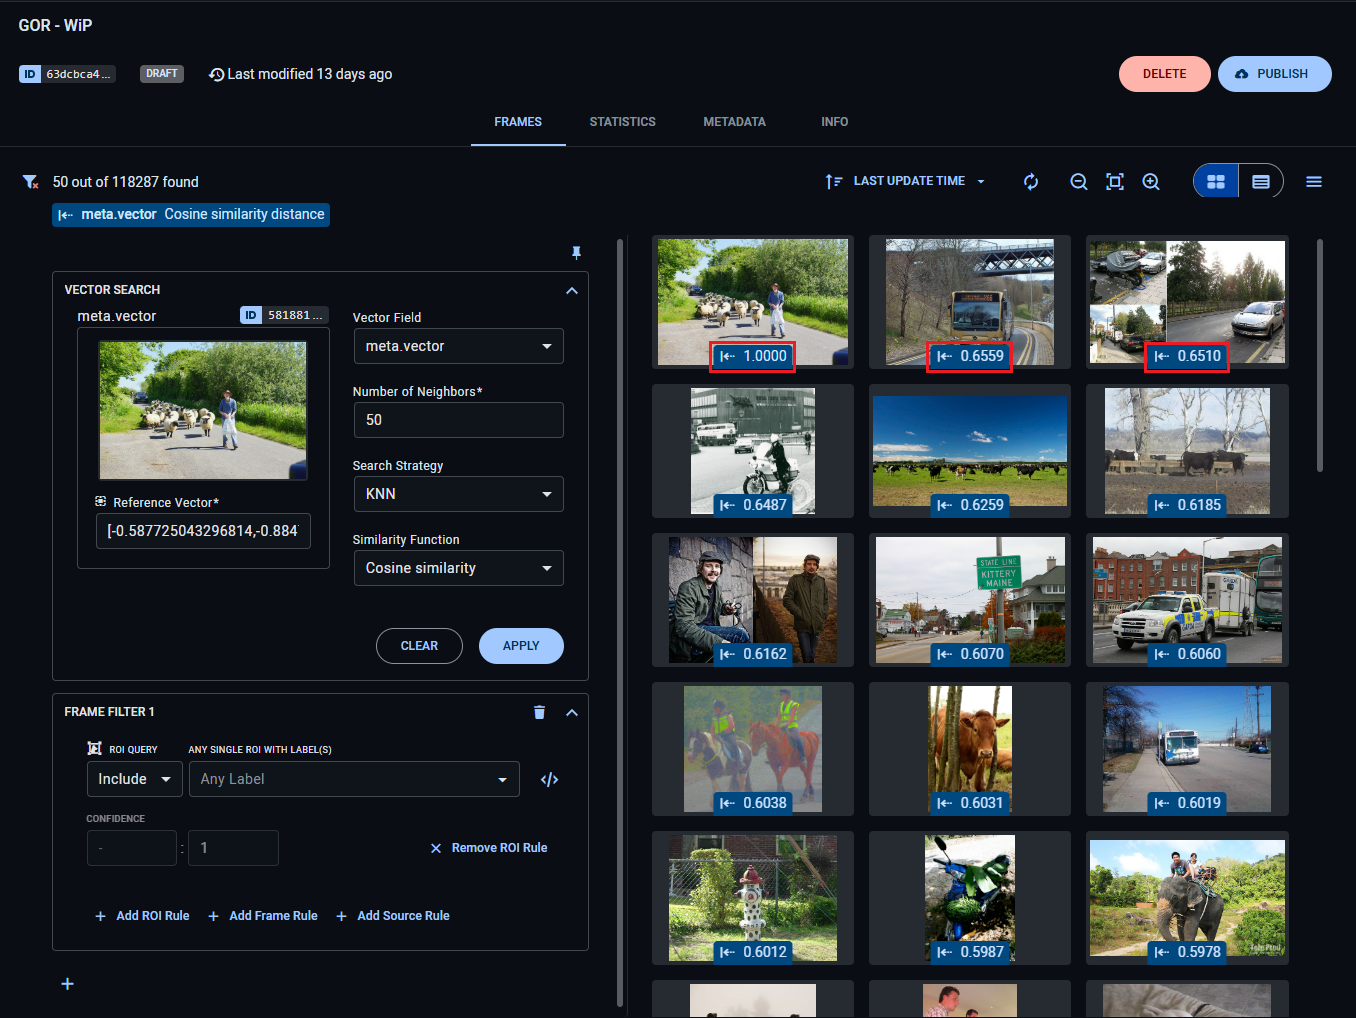 GOR - WiP
ID 63dcbca4...
DRAFT
Last modified 13 days ago
DELETE
PUBLISH
FRAMES
STATISTICS
METADATA
INFO
50 out of 118287 found
LAST UPDATE TIME
meta.vector Cosine similarity distance
VECTOR SEARCH
meta.vector
ID 581881...
Reference Vector*
[-0.587725043296814,-0.884
Vector Field
meta.vector
Number of Neighbors*
50
Search Strategy
KNN
Similarity Function
Cosine similarity
CLEAR
APPLY
FRAME FILTER 1
ROI QUERY
ANY SINGLE ROI WITH LABEL(S)
Include
Any Label
</>
CONFIDENCE
-
:
1
Remove ROI Rule
Add ROI Rule
Add Frame Rule
Add Source Rule
1.0000
0.6559
0.6510
0.6487
0.6259
0.6185
STATE LINE
KITTERY
MAINE
0.6162
0.6070
0.6060
0.6038
0.6031
0.6019
0.6012
0.5987
0.5978